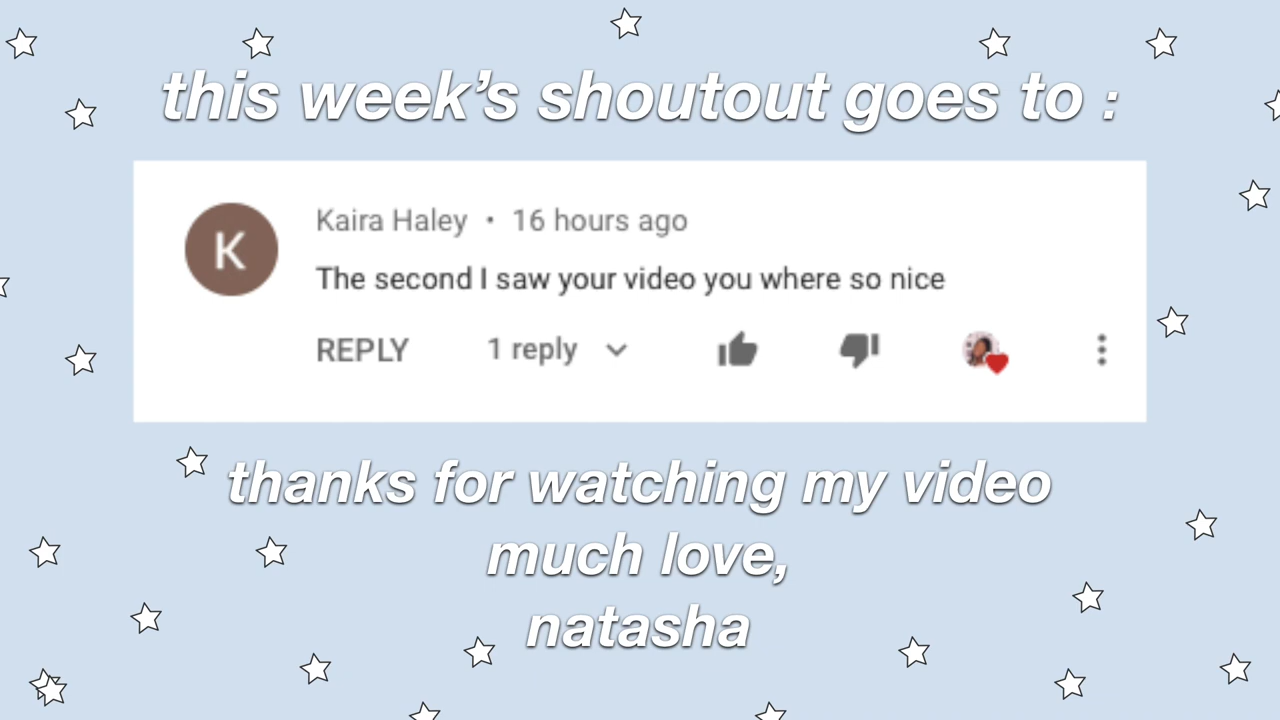 this week’s shoutout goes to :
K
Kaira Haley • 16 hours ago
The second I saw your video you where so nice
REPLY 1 reply
thanks for watching my video
much love,
natasha